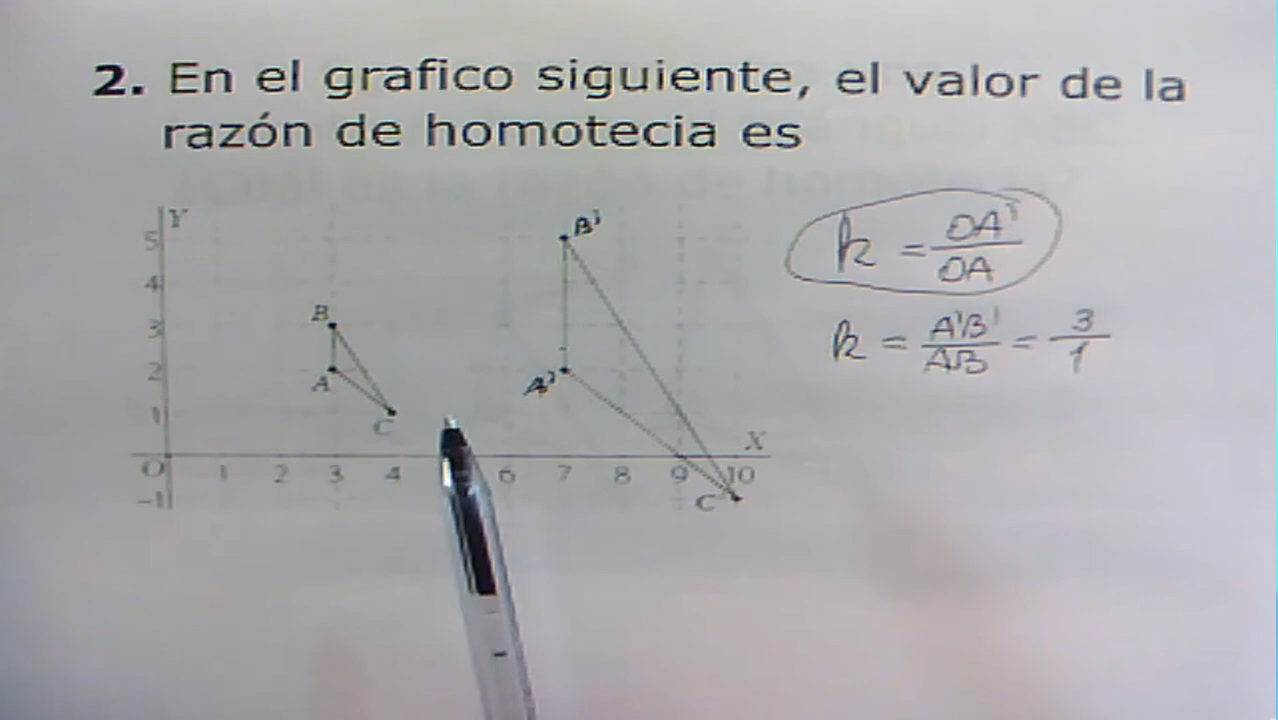 2. En el grafico siguiente, el valor de la
razón de homotecia es
Y
5
4
3
2
1
O
-1
1 2 3 4 6 7 8 9 10
X
B
A
C
B'
A'
C'
k = OA' / OA
k = A'B' / AB = 3 / 1